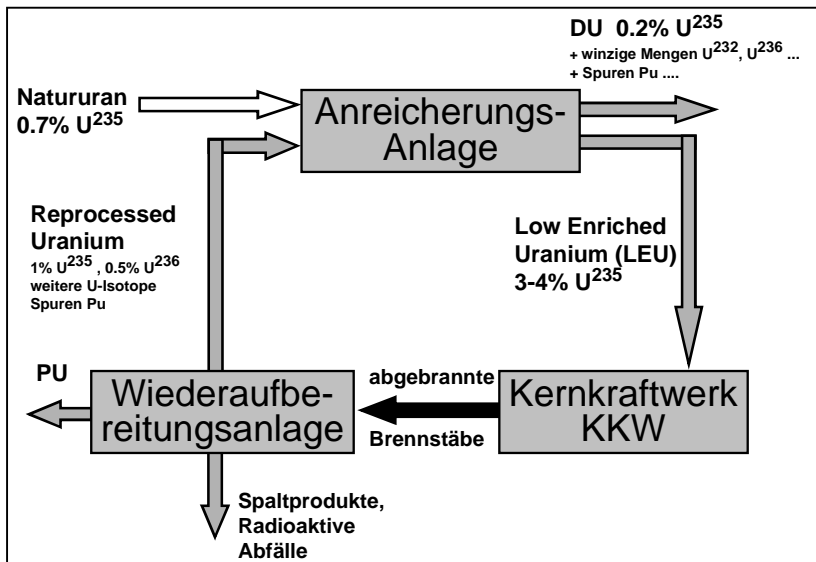 DU 0.2% U235
+ winzige Mengen U232, U236 ...
+ Spuren Pu ....
Natururan
0.7% U235
Anreicherungs-
Anlage
Reprocessed
Uranium
1% U235 , 0.5% U236
weitere U-Isotope
Spuren Pu
Low Enriched
Uranium (LEU)
3-4% U235
PU
Wiederaufbe-
reitungsanlage
abgebrannte
Brennstäbe
Kernkraftwerk
KKW
Spaltprodukte,
Radioaktive
Abfälle